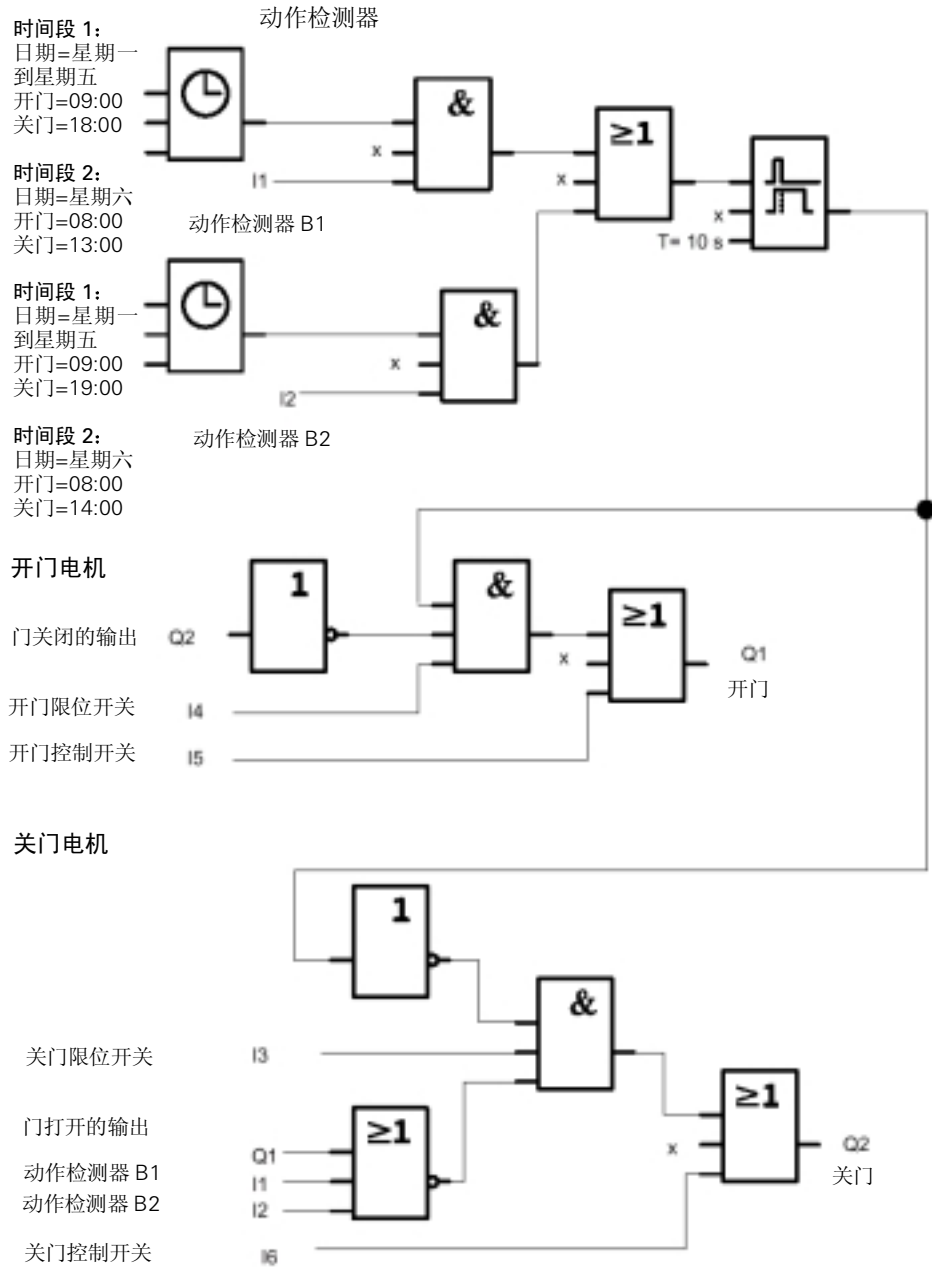 动作检测器
时间段 1:
日期=星期一
到星期五
开门=09:00
关门=18:00
&
≥1
x
I1
x
x
T= 10 s
时间段 2:
日期=星期六
开门=08:00
关门=13:00
动作检测器 B1
时间段 1:
日期=星期一
到星期五
开门=09:00
关门=19:00
&
x
I2
时间段 2:
日期=星期六
开门=08:00
关门=14:00
动作检测器 B2
开门电机
1
&
≥1
门关闭的输出 Q2
x
Q1
开门
开门限位开关 I4
开门控制开关 I5
关门电机
1
&
关门限位开关 I3
≥1
≥1
门打开的输出 Q1
动作检测器 B1 I1
动作检测器 B2 I2
x
Q2
关门
关门控制开关 I6